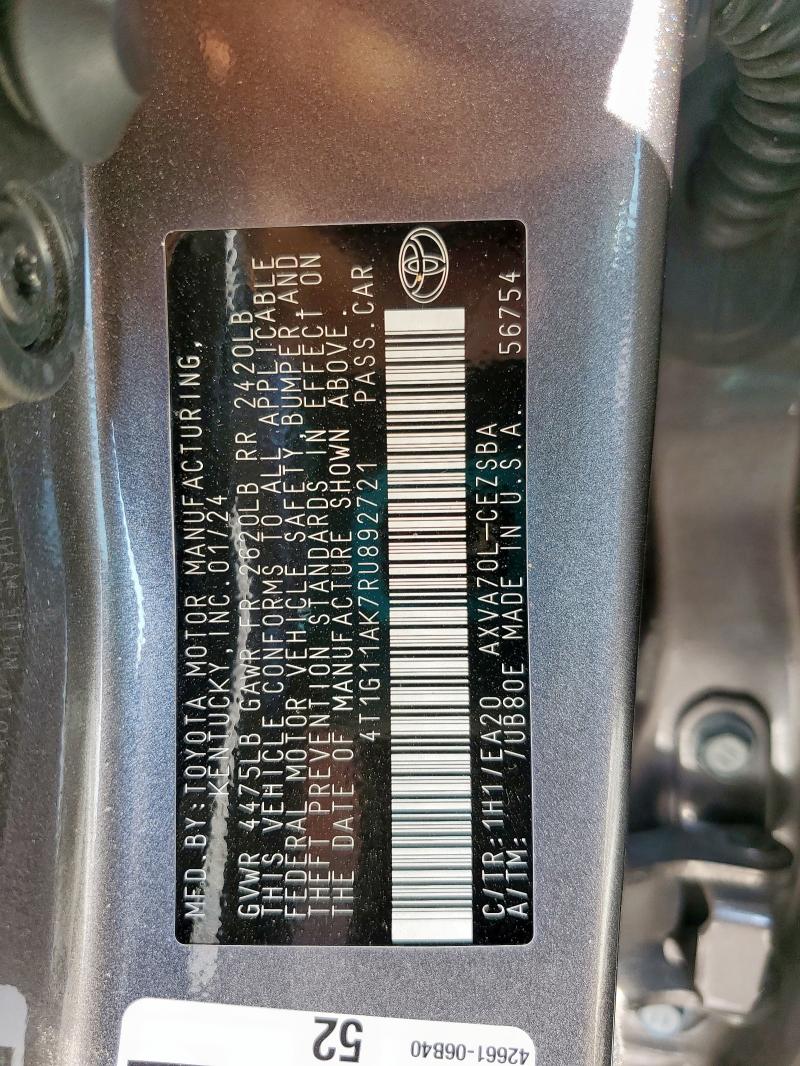 MFD. BY: TOYOTA MOTOR MANUFACTURING,
KENTUCKY, INC. 01/24
GVWR 4475LB GAWR FR 2620LB RR 2420LB
THIS VEHICLE CONFORMS TO ALL APPLICABLE
FEDERAL MOTOR VEHICLE SAFETY, BUMPER, AND
THEFT PREVENTION STANDARDS IN EFFECT ON
THE DATE OF MANUFACTURE SHOWN ABOVE.
4T1G11AK7RU892721 PASS.CAR
C/TR: 1H1/EA20 AXVA70L-CEZSBA
A/TM: /UB80E MADE IN U.S.A. 56754
52
42661-06B40